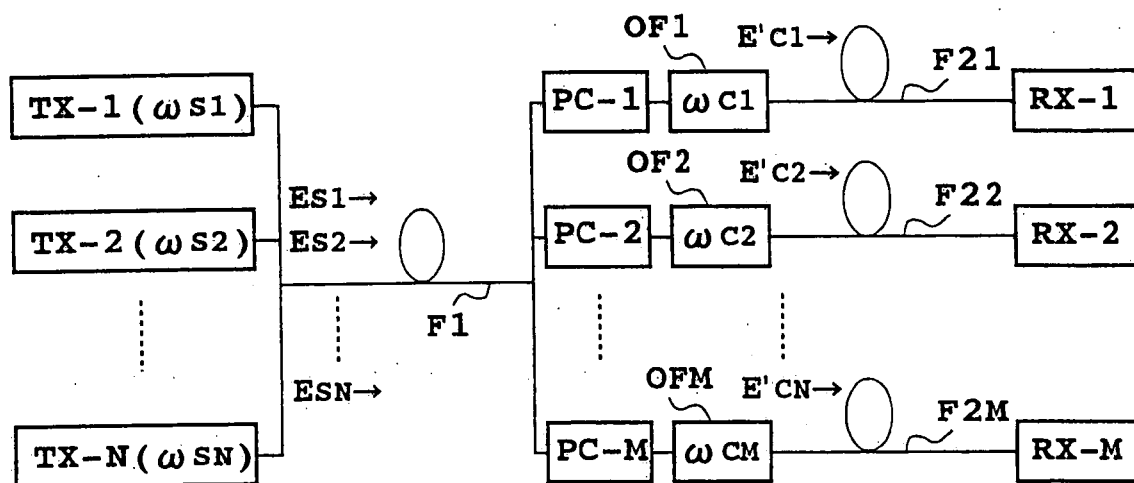 OF1 E'C1→ F21
TX-1(ωS1) PC-1 ωC1 RX-1
OF2 E'C2→ F22
ES1→
TX-2(ωS2) ES2→ PC-2 ωC2 RX-2
F1
ESN→ OFM E'CN→ F2M
TX-N(ωSN) PC-M ωCM RX-M